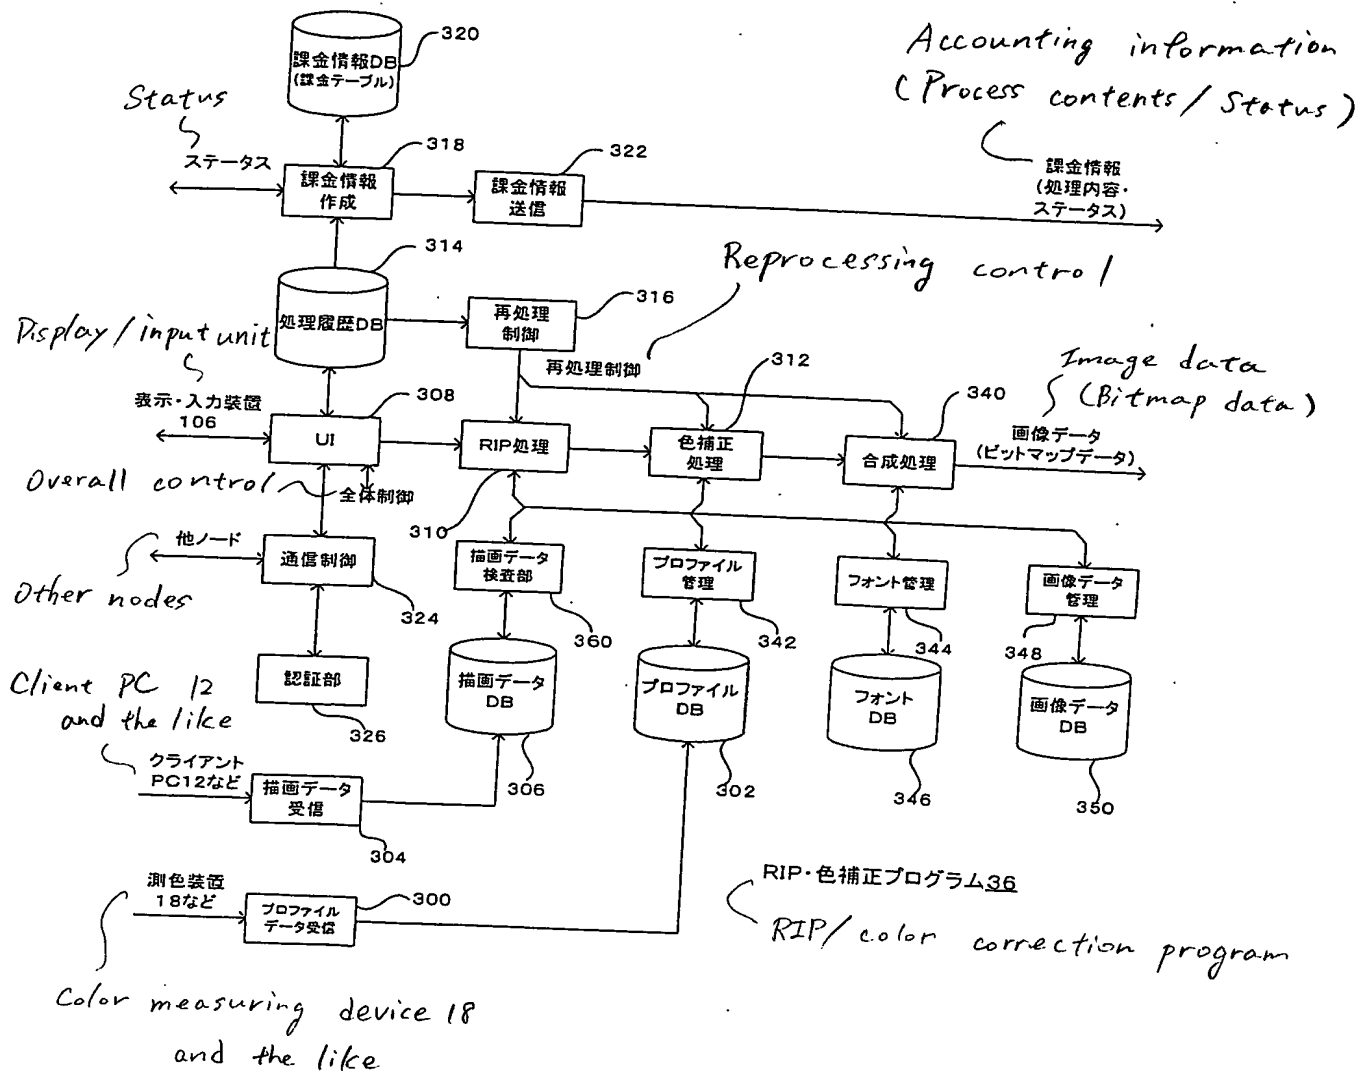 320
課金情報DB
(課金テーブル)
Accounting information
(Process contents/Status)
Status
ステータス
318
課金情報
作成
322
課金情報
送信
課金情報
(処理内容・
ステータス)
314
処理履歴DB
316
再処理
制御
Reprocessing control
再処理制御
Display/input unit
表示・入力装置
106
308
UI
RIP処理
310
312
色補正
処理
340
合成処理
Image data
(Bitmap data)
画像データ
(ビットマップデータ)
Overall control
全体制御
他ノード
Other nodes
通信制御
324
描画データ
検査部
360
プロファイル
管理
342
フォント管理
344
画像データ
管理
348
認証部
326
描画データ
DB
306
プロファイル
DB
302
フォント
DB
346
画像データ
DB
350
Client PC 12
and the like
クライアント
PC12など
描画データ
受信
304
測色装置
18など
プロファイル
データ受信
300
RIP・色補正プログラム36
RIP/color correction program
Color measuring device 18
and the like